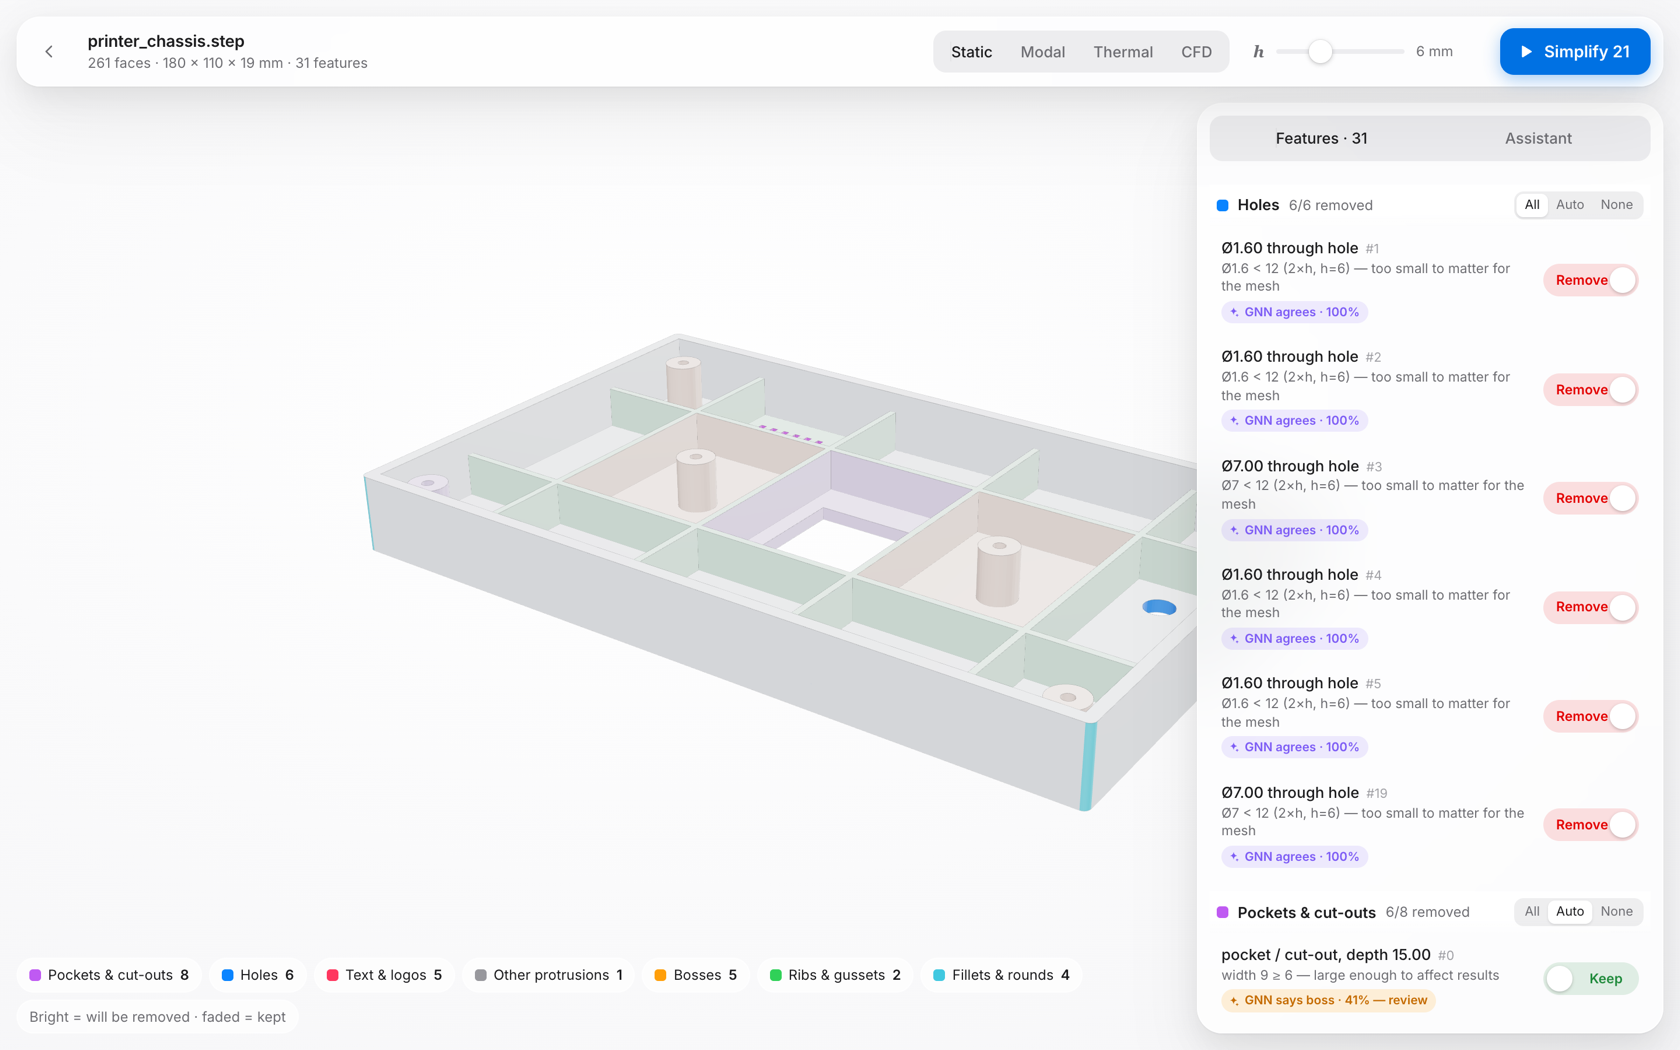 printer_chassis.step
261 faces · 180 × 110 × 19 mm · 31 features
Static Modal Thermal CFD
h 6 mm
Simplify 21
Features · 31 Assistant
Holes 6/6 removed All Auto None
Ø1.60 through hole #1
Ø1.6 < 12 (2×h, h=6) — too small to matter for
the mesh
Remove
GNN agrees · 100%
Ø1.60 through hole #2
Ø1.6 < 12 (2×h, h=6) — too small to matter for
the mesh
Remove
GNN agrees · 100%
Ø7.00 through hole #3
Ø7 < 12 (2×h, h=6) — too small to matter for the
mesh
Remove
GNN agrees · 100%
Ø1.60 through hole #4
Ø1.6 < 12 (2×h, h=6) — too small to matter for
the mesh
Remove
GNN agrees · 100%
Ø1.60 through hole #5
Ø1.6 < 12 (2×h, h=6) — too small to matter for
the mesh
Remove
GNN agrees · 100%
Ø7.00 through hole #19
Ø7 < 12 (2×h, h=6) — too small to matter for the
mesh
Remove
GNN agrees · 100%
Pockets & cut-outs 6/8 removed All Auto None
pocket / cut-out, depth 15.00 #0
width 9 ≥ 6 — large enough to affect results
Keep
GNN says boss · 41% — review
Pockets & cut-outs 8 Holes 6 Text & logos 5 Other protrusions 1 Bosses 5 Ribs & gussets 2 Fillets & rounds 4
Bright = will be removed · faded = kept